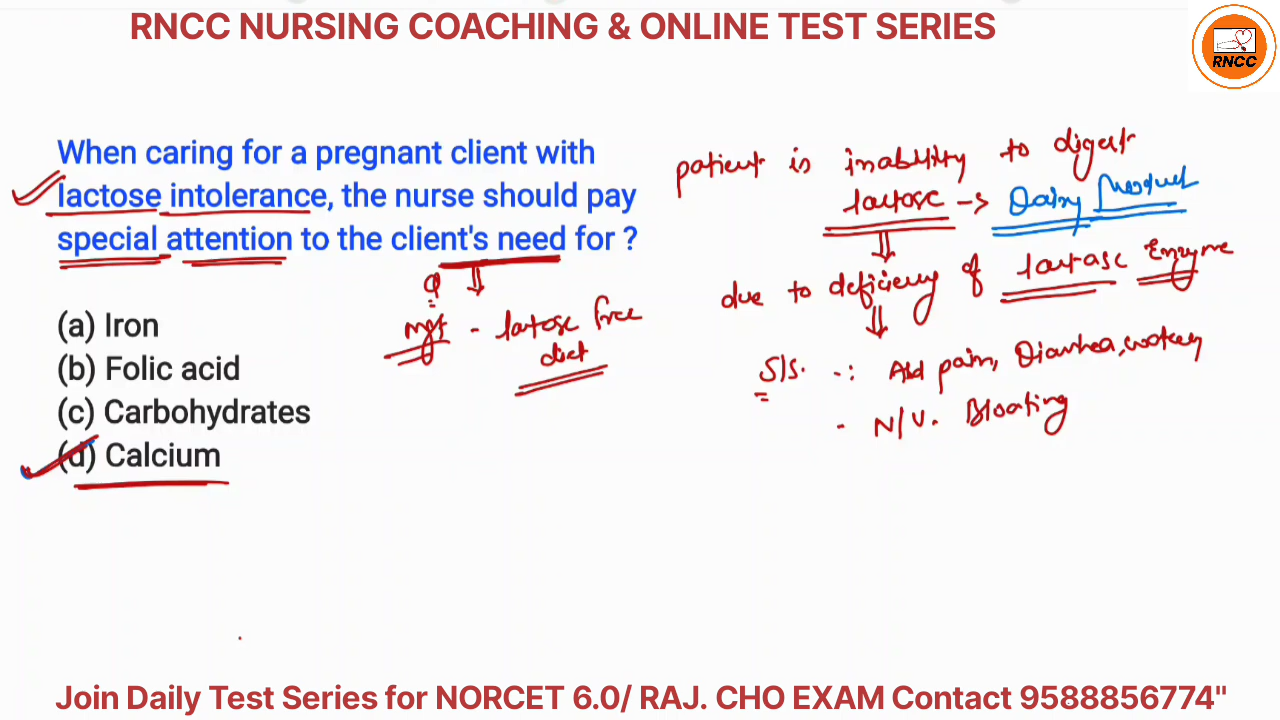 RNCC NURSING COACHING & ONLINE TEST SERIES
RNCC
When caring for a pregnant client with
lactose intolerance, the nurse should pay
special attention to the client's need for ?
(a) Iron
(b) Folic acid
(c) Carbohydrates
(d) Calcium
mgt - lactose free
diet
patient is inability to digest
lactose -> Dairy Product
due to deficiency of lactase Enzyme
S/S. -: Abd pain, Diarrhea, watery
- N/V. Bloating
Join Daily Test Series for NORCET 6.0/ RAJ. CHO EXAM Contact 9588856774"